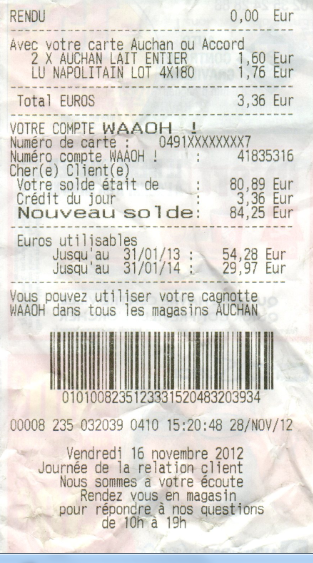 RENDU 0,00 Eur
Avec votre carte Auchan ou Accord
2 X AUCHAN LAIT ENTIER 1,60 Eur
LU NAPOLITAIN LOT 4X180 1,76 Eur
Total EUROS 3,36 Eur
VOTRE COMPTE WAAOH !
Numéro de carte : 0491XXXXXXXX7
Numéro compte WAAOH ! : 41835316
Cher(e) Client(e)
Votre solde était de : 80,89 Eur
Crédit du jour : 3,36 Eur
Nouveau solde: 84,25 Eur
Euros utilisables
Jusqu'au 31/01/13 : 54,28 Eur
Jusqu'au 31/01/14 : 29,97 Eur
Vous pouvez utiliser votre cagnotte
WAAOH dans tous les magasins AUCHAN
0101008235123331520483203934
00008 235 032039 0410 15:20:48 28/NOV/12
Vendredi 16 novembre 2012
Journée de la relation client
Nous sommes a votre écoute
Rendez vous en magasin
pour répondre à nos questions
de 10h à 19h